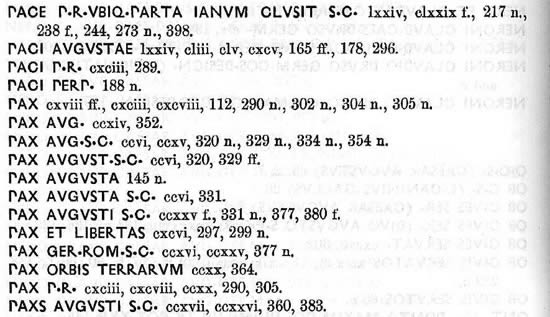 PACE P·R·VBIQ·PARTA IANVM CLVSIT S·C· lxxiv, clxxix f., 217 n.,
238 f., 244, 273 n., 398.
PACI AVGVSTAE lxxiv, cliii, clv, cxcv, 165 ff., 178, 296.
PACI P·R· cxciii, 289.
PACI PERP· 188 n.
PAX cxviii ff., cxciii, cxcviii, 112, 290 n., 302 n., 304 n., 305 n.
PAX AVG· ccxiv, 352.
PAX AVG·S·C· ccvi, ccxv, 320 n., 329 n., 334 n., 354 n.
PAX AVGVST·S·C· ccvi, 320, 329 ff.
PAX AVGVSTA 145 n.
PAX AVGVSTA S·C· ccvi, 331.
PAX AVGVSTI S·C· ccxxv f., 331 n., 377, 380 f.
PAX ET LIBERTAS ccvi, 297, 299 n.
PAX GER·ROM·S·C· ccxvi, ccxxv, 377 n.
PAX ORBIS TERRARVM ccxx, 364.
PAX P·R· cxciii, cxcviii, ccxx, 290, 305.
PAXS AVGVSTI S·C· ccxvii, ccxxvi, 360, 383.